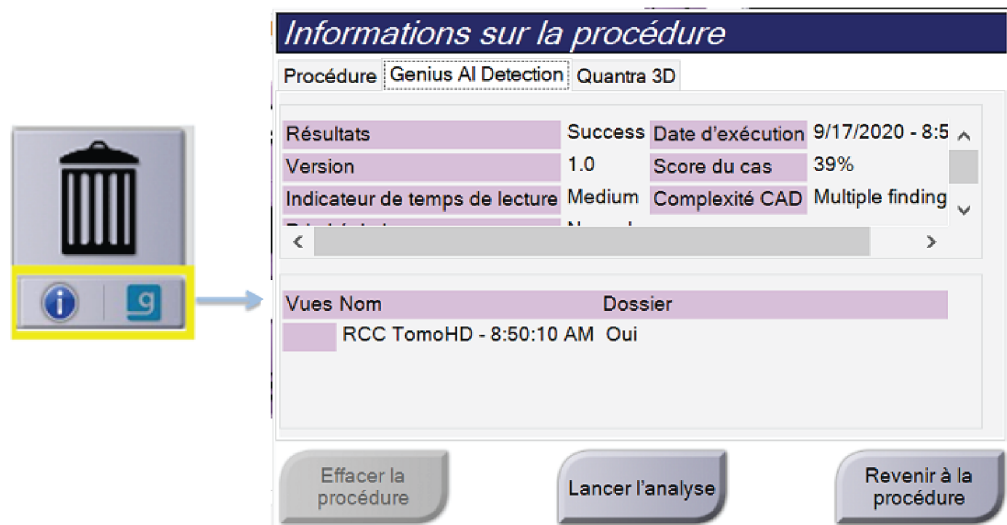 Informations sur la procédure
Procédure Genius AI Detection Quantra 3D
Résultats Success Date d'exécution 9/17/2020 - 8:5
Version 1.0 Score du cas 39%
Indicateur de temps de lecture Medium Complexité CAD Multiple finding
i g
Vues Nom Dossier
RCC TomoHD - 8:50:10 AM Oui
Effacer la
procédure
Lancer l'analyse
Revenir à la
procédure